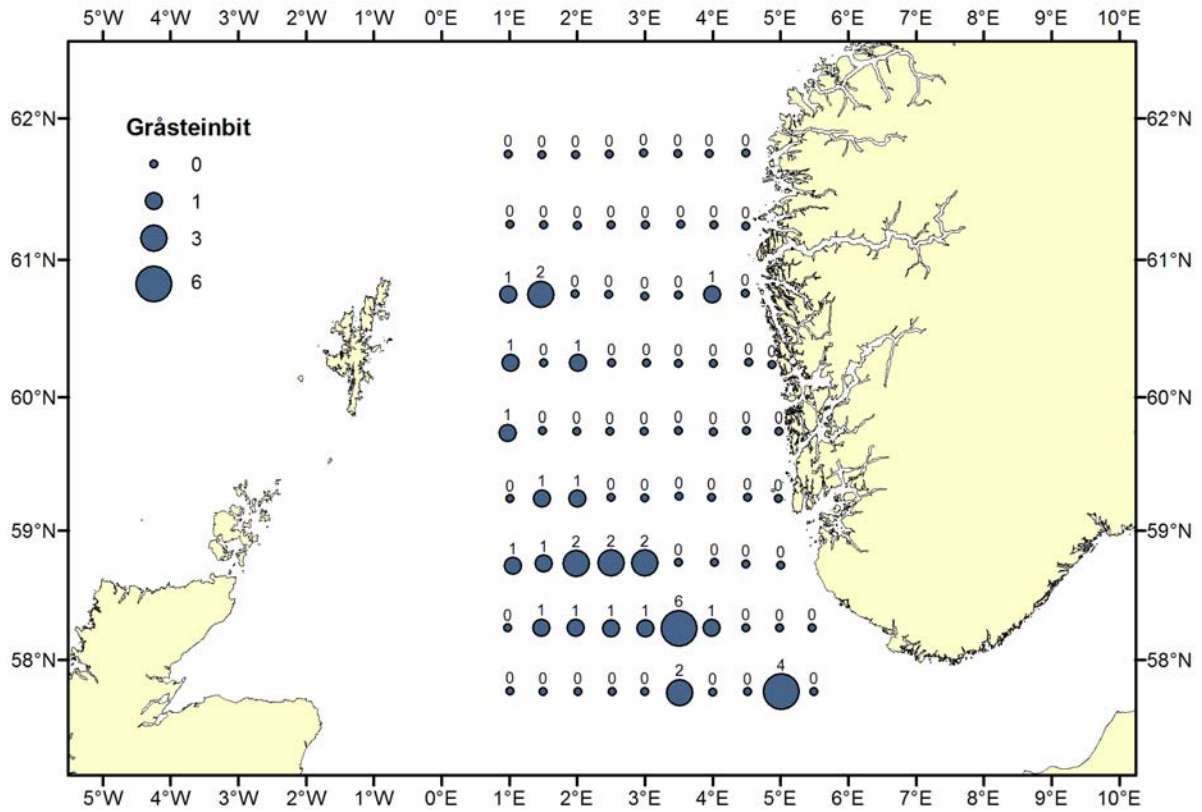 5°W 4°W 3°W 2°W 1°W 0°E 1°E 2°E 3°E 4°E 5°E 6°E 7°E 8°E 9°E 10°E
62°N 62°N
Gråsteinbit
0
1
3
6
0 0 0 0 0 0 0 0
0 0 0 0 0 0 0 0
61°N 61°N
1 2 0 0 0 0 1 0
1 0 1 0 0 0 0 0 0
60°N 60°N
1 0 0 0 0 0 0 0 0
0 1 1 0 0 0 0 0 0
59°N 59°N
1 1 2 2 2 0 0 0 0
0 1 1 1 1 6 1 0 0 0
58°N 58°N
0 0 0 0 0 2 0 0 4 0
5°W 4°W 3°W 2°W 1°W 0°E 1°E 2°E 3°E 4°E 5°E 6°E 7°E 8°E 9°E 10°E